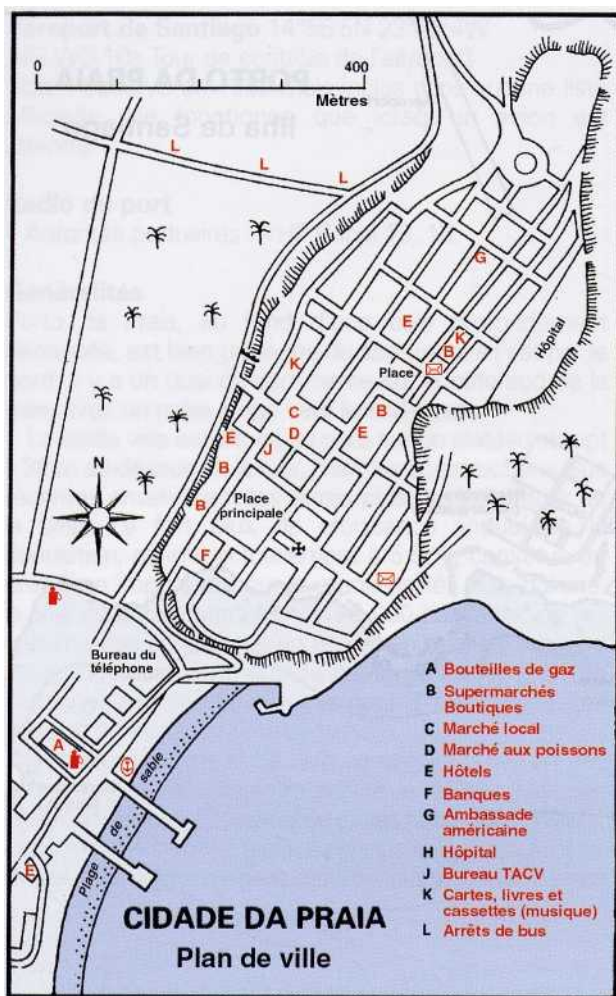 0 400
Mètres
L L L
G
E
K
B
Place
Hôpital
K
C
B
D
E
E
J
B
N
B
Place
principale
F
Bureau du
téléphone
A
Plage de sable
E
A Bouteilles de gaz
B Supermarchés
Boutiques
C Marché local
D Marché aux poissons
E Hôtels
F Banques
G Ambassade
américaine
H Hôpital
J Bureau TACV
K Cartes, livres et
cassettes (musique)
L Arrêts de bus
CIDADE DA PRAIA
Plan de ville